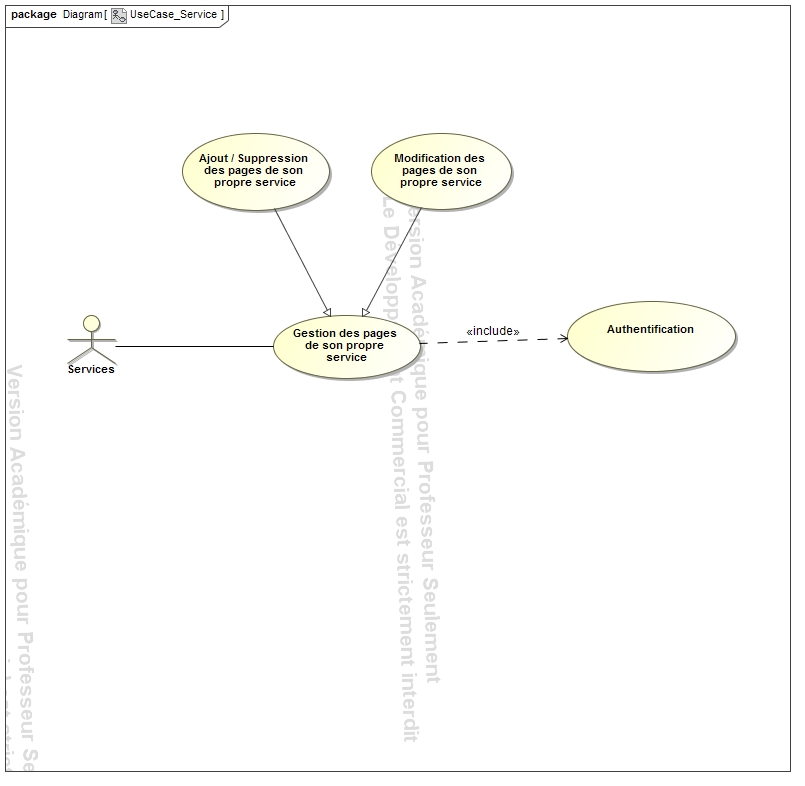 package Diagram [ UseCase_Service ]
Ajout / Suppression
des pages de son
propre service
Modification des
pages de son
propre service
Services
Gestion des pages
de son propre
service
«include»
Authentification
Version Académique pour Professeur Seulement
Le Développ nt Commercial est strictement interdit
Version Académique pour Professeur Se